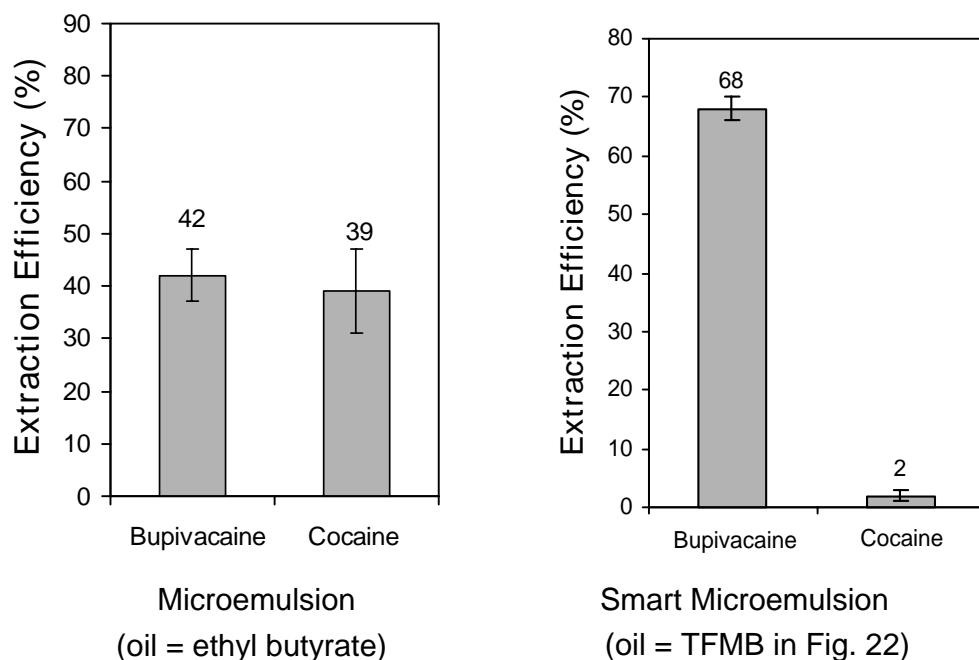 Extraction Efficiency (%)
90
80
70
60
50
40
30
20
10
0
42
39
Bupivacaine
Cocaine
Microemulsion
(oil = ethyl butyrate)
Extraction Efficiency (%)
80
70
60
50
40
30
20
10
0
68
2
Bupivacaine
Cocaine
Smart Microemulsion
(oil = TFMB in Fig. 22)